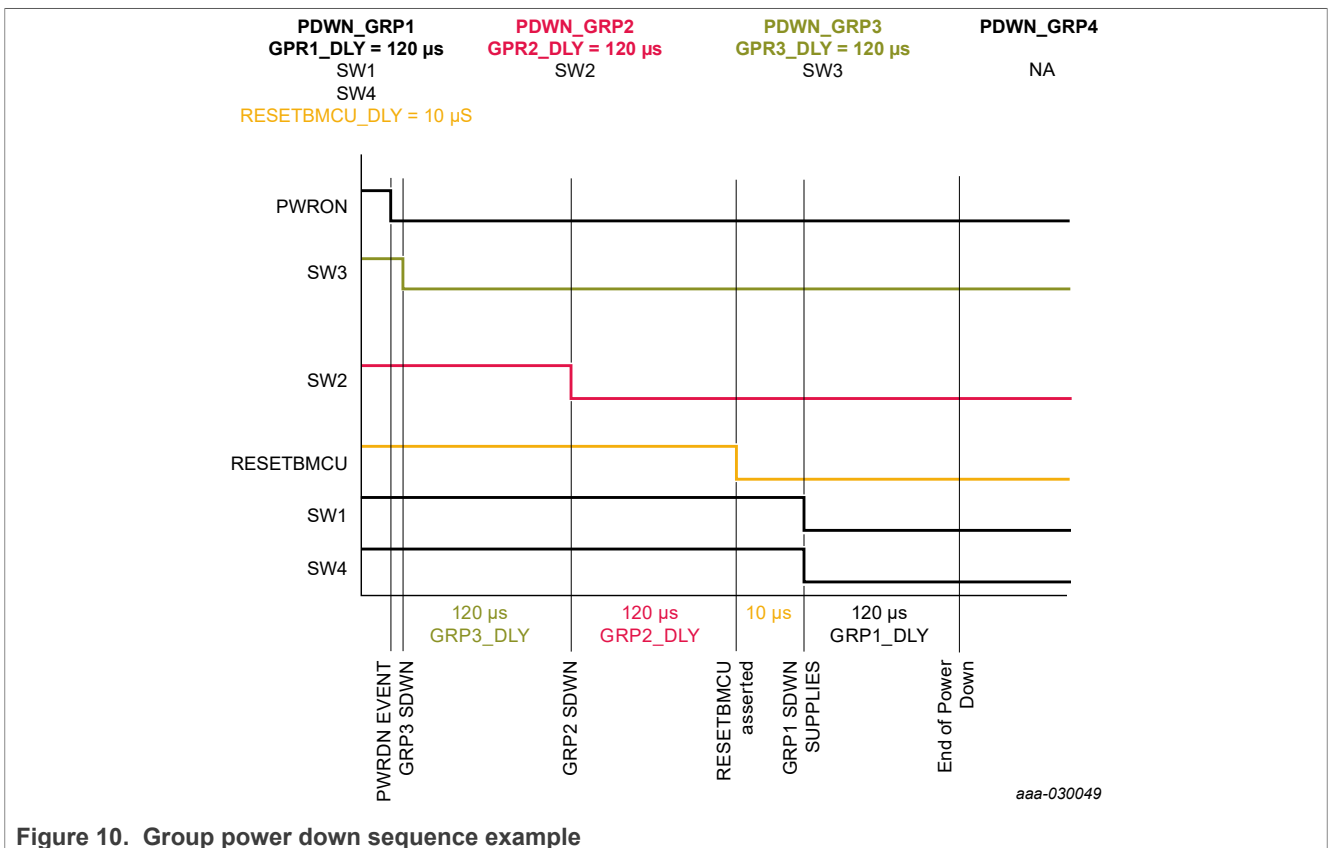 PDWN_GRP1
GPR1_DLY = 120 µs
SW1
SW4
RESETBMCU_DLY = 10 µS
PDWN_GRP2
GPR2_DLY = 120 µs
SW2
PDWN_GRP3
GPR3_DLY = 120 µs
SW3
PDWN_GRP4
NA
PWRON
SW3
SW2
RESETBMCU
SW1
SW4
120 µs
GRP3_DLY
120 µs
GRP2_DLY
10 µs
120 µs
GRP1_DLY
PWRDN EVENT
GRP3 SDWN
GRP2 SDWN
RESETBMCU
asserted
GRP1 SDWN
SUPPLIES
End of Power
Down
aaa-030049
Figure 10. Group power down sequence example